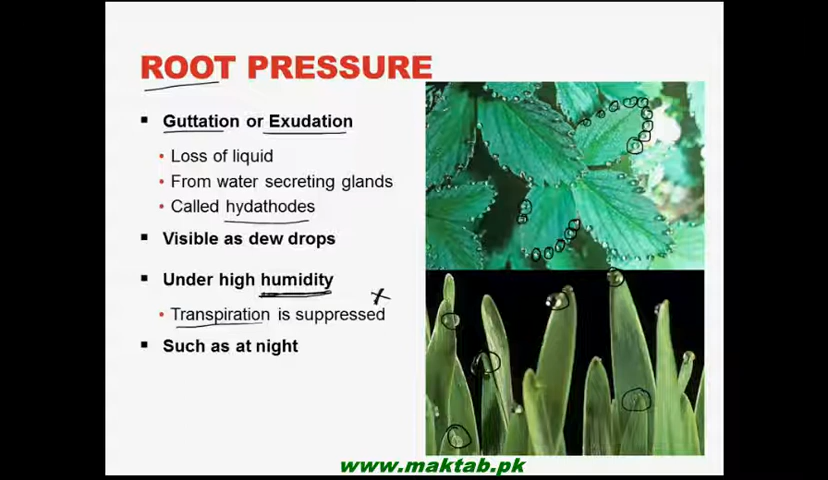 ROOT PRESSURE
▪ Guttation or Exudation
• Loss of liquid
• From water secreting glands
• Called hydathodes
▪ Visible as dew drops
▪ Under high humidity
• Transpiration is suppressed
▪ Such as at night
www.maktab.pk